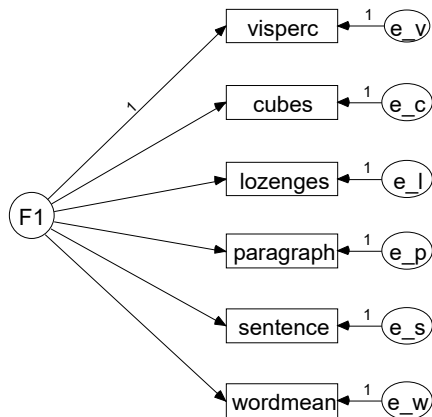 1 visperc 1 e_v
cubes 1 e_c
lozenges 1 e_l
F1
paragraph 1 e_p
sentence 1 e_s
wordmean 1 e_w